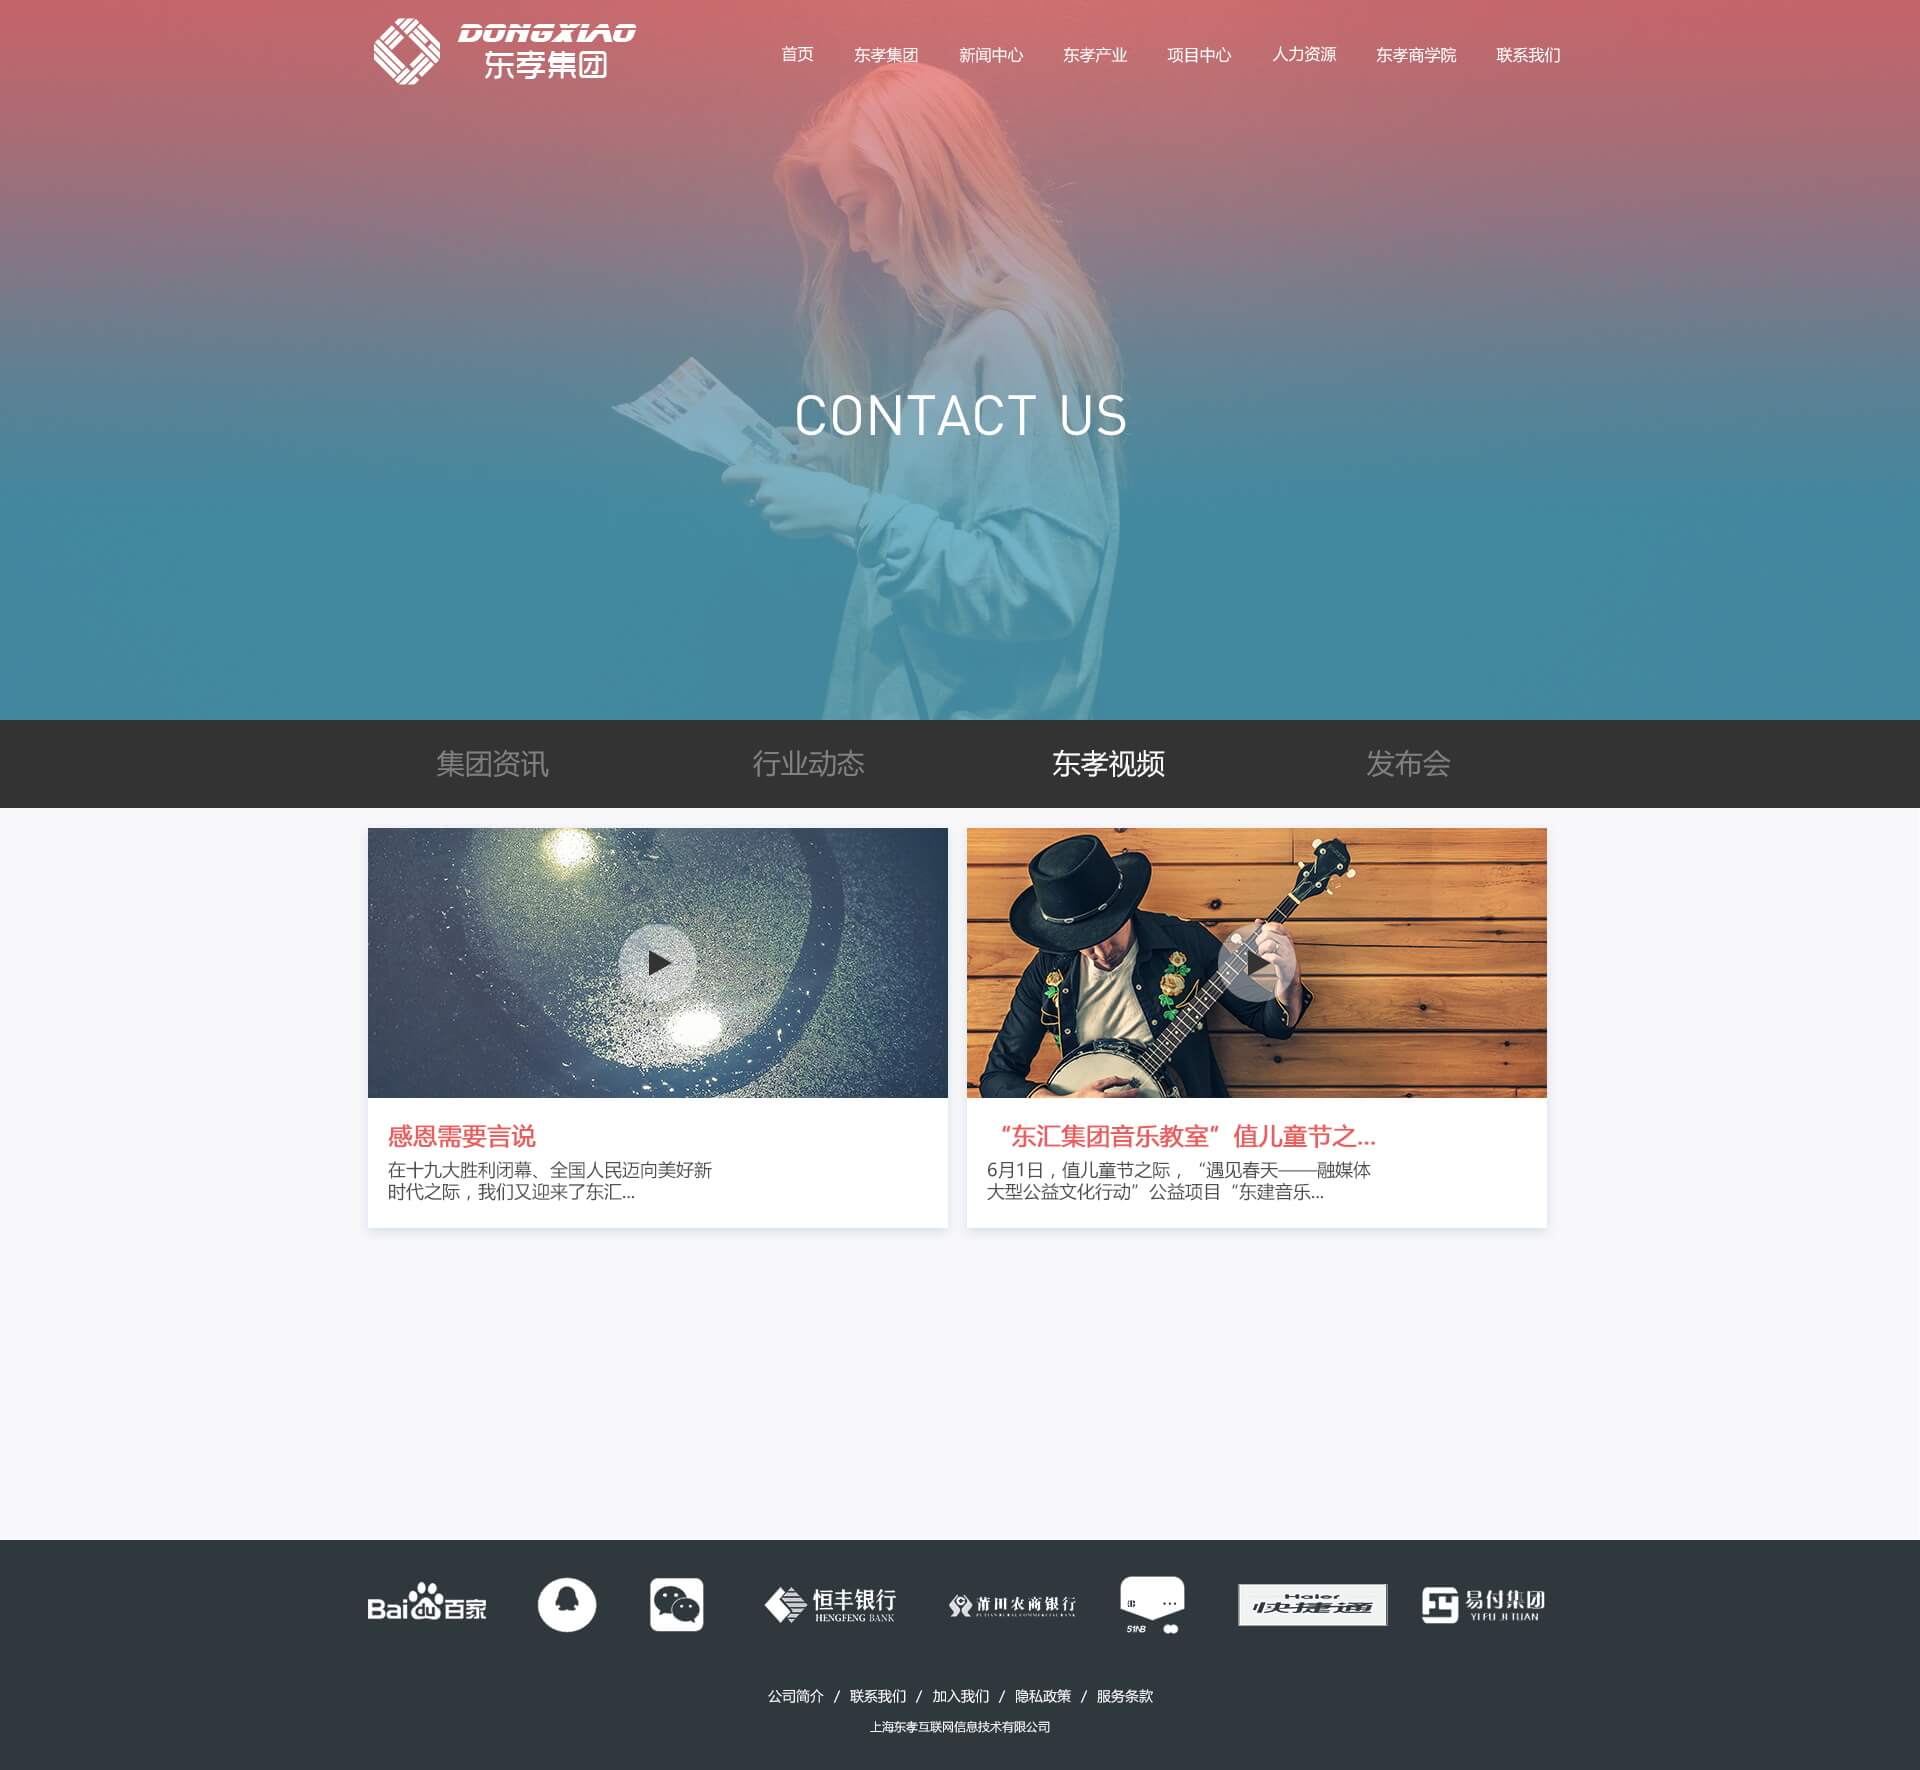 DONGXIAO
东孝集团
首页 东孝集团 新闻中心 东孝产业 项目中心 人力资源 东孝商学院 联系我们
CONTACT US
集团资讯 行业动态 东孝视频 发布会
感恩需要言说
在十九大胜利闭幕、全国人民迈向美好新
时代之际，我们又迎来了东汇...
“东汇集团音乐教室”值儿童节之...
6月1日，值儿童节之际，“遇见春天——融媒体
大型公益文化行动”公益项目“东建音乐...
Bai du 百家
恒丰银行
HENGFENG BANK
莆田农商银行
51NB
Haier
快捷通
易付集团
YI FU JI TUAN
公司简介 / 联系我们 / 加入我们 / 隐私政策 / 服务条款
上海东孝互联网信息技术有限公司